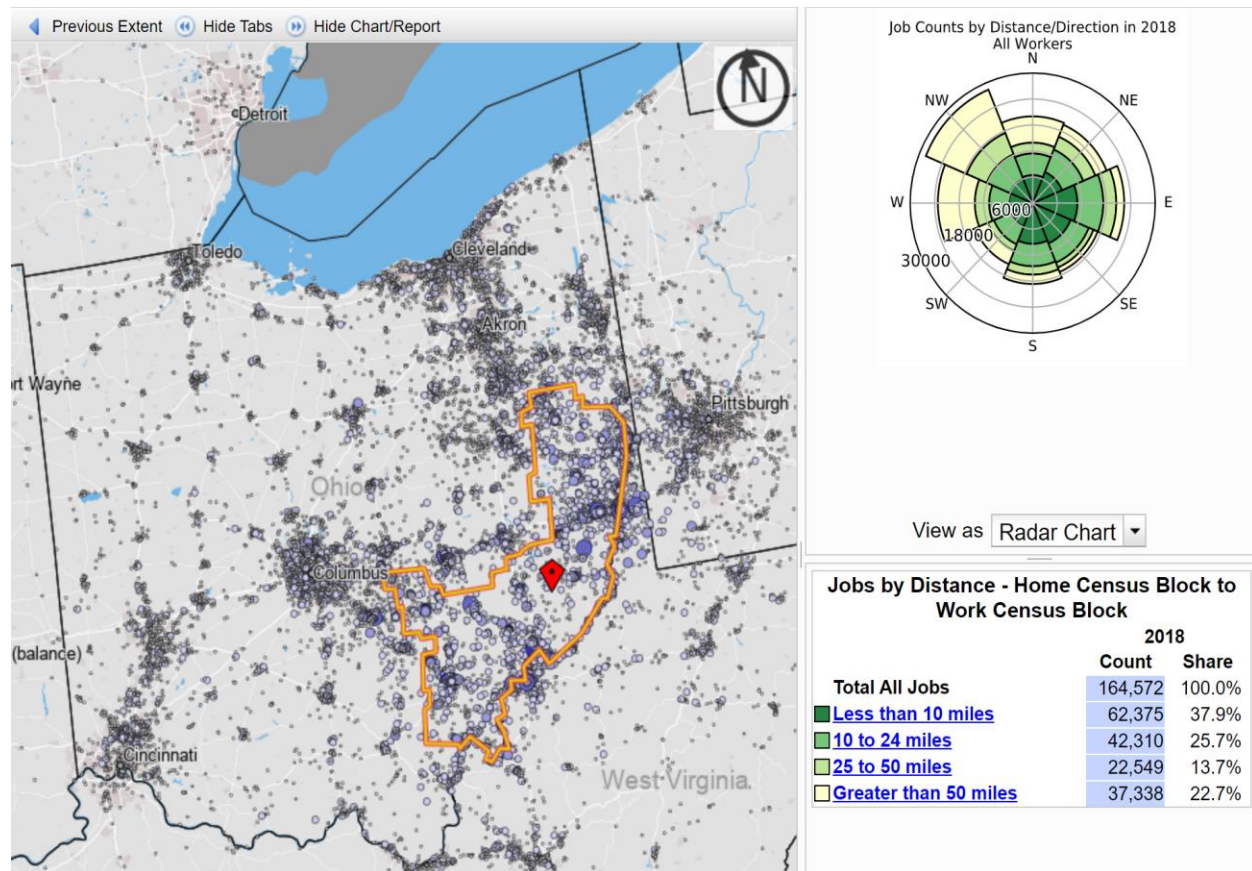 Previous Extent Hide Tabs Hide Chart/Report
N
Detroit
Toledo
Cleveland
Akron
ort Wayne
Pittsburgh
Ohio
Columbus
(balance)
Cincinnati
West Virginia
Job Counts by Distance/Direction in 2018
All Workers
N
NW NE
W E
6000
18000
30000
SW SE
S
View as Radar Chart
Jobs by Distance - Home Census Block to
Work Census Block
2018
Count Share
Total All Jobs 164,572 100.0%
Less than 10 miles 62,375 37.9%
10 to 24 miles 42,310 25.7%
25 to 50 miles 22,549 13.7%
Greater than 50 miles 37,338 22.7%